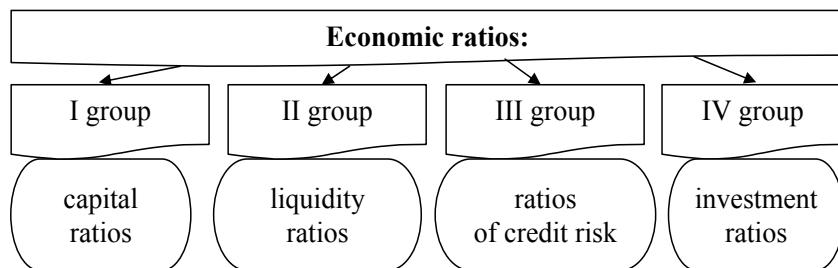 Economic ratios:
I group
II group
III group
IV group
capital
ratios
liquidity
ratios
ratios
of credit risk
investment
ratios